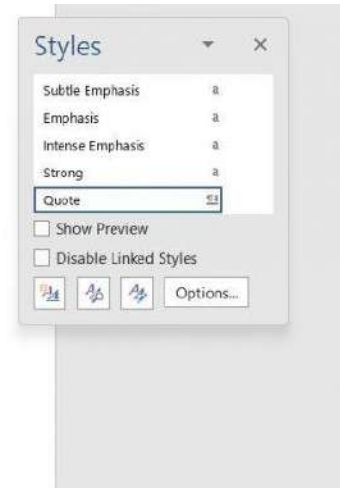 Styles
Subtle Emphasis a
Emphasis a
Intense Emphasis a
Strong a
Quote ¶a
Show Preview
Disable Linked Styles
Options...